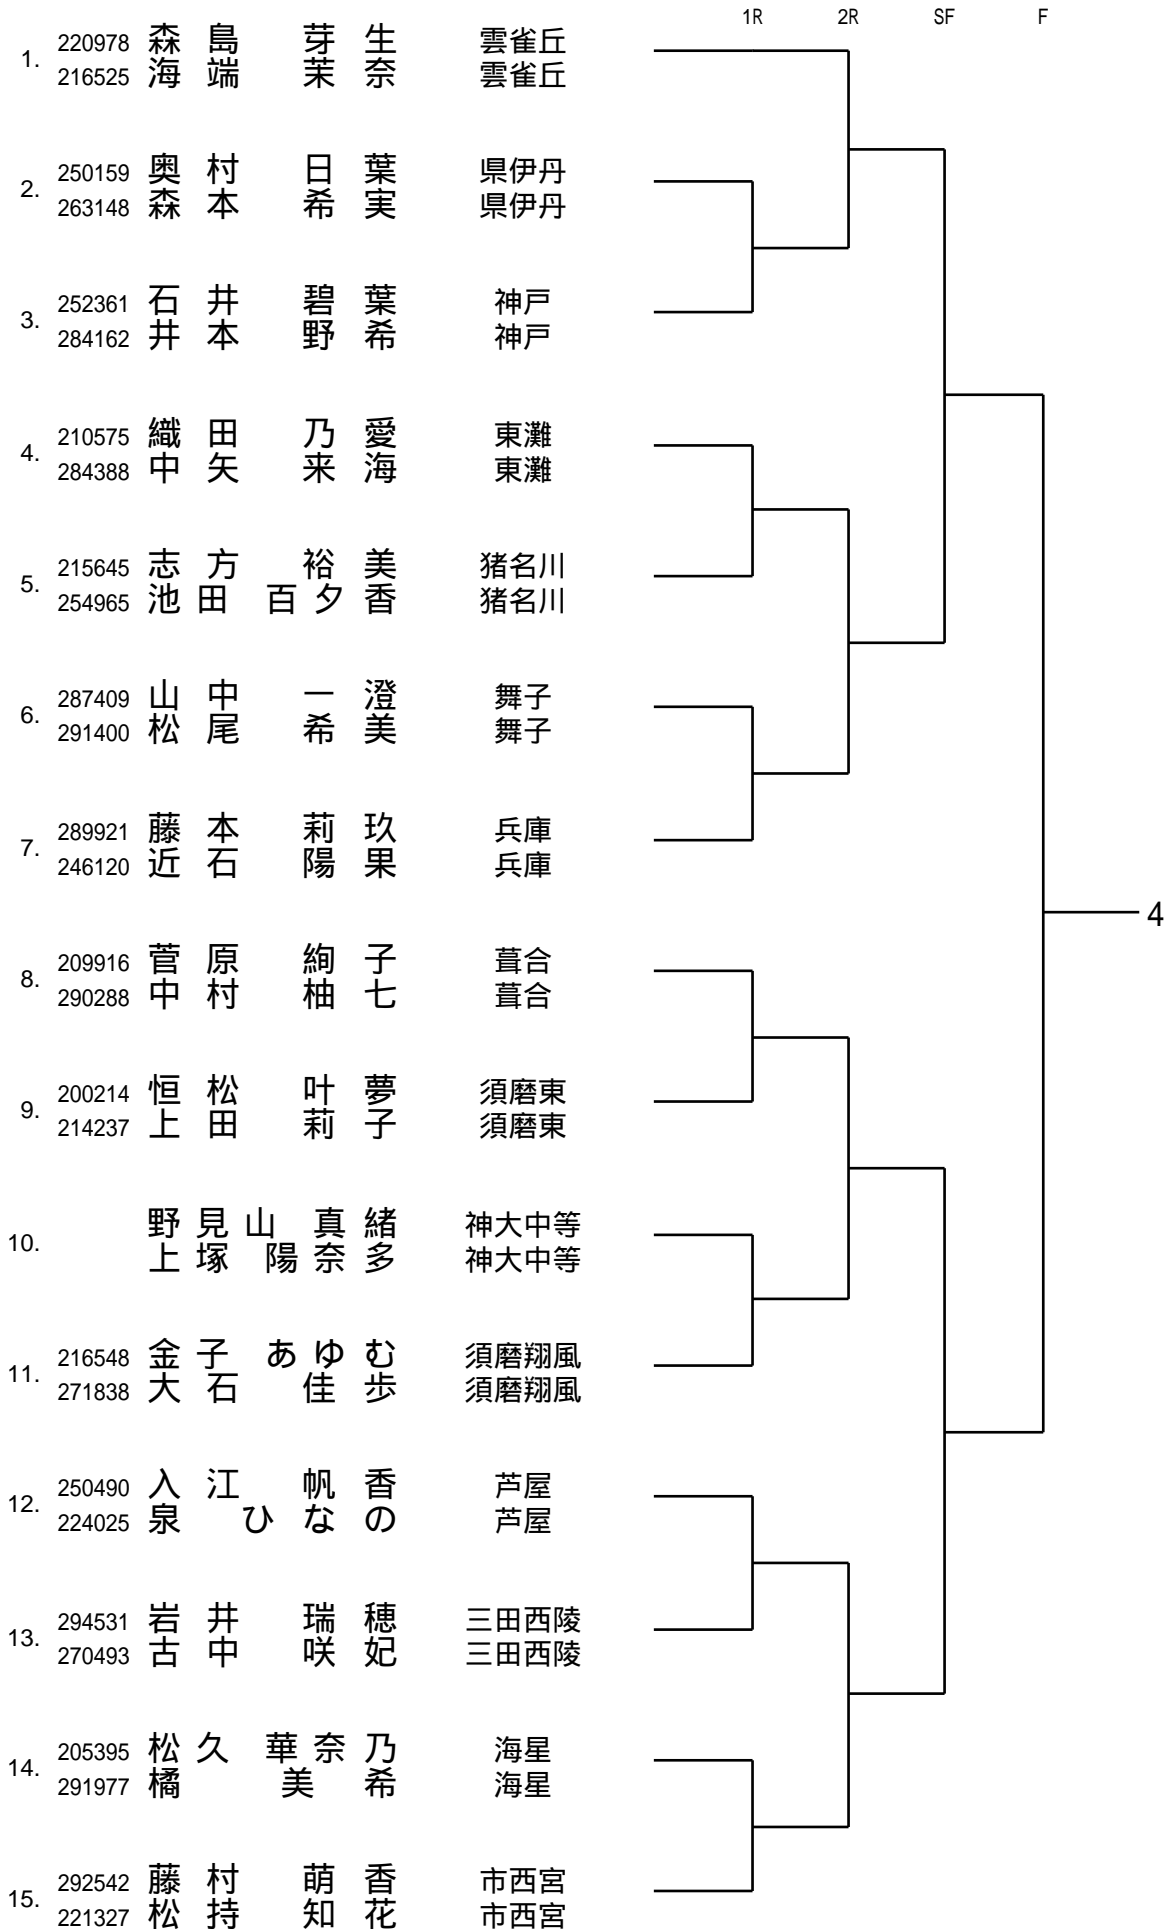 1R 2R SF F
1. 220978 森島 芽生 雲雀丘
216525 海端 茉奈 雲雀丘
2. 250159 奥村 日葉 県伊丹
263148 森本 希実 県伊丹
3. 252361 石井 碧葉 神戸
284162 井本 野希 神戸
4. 210575 織田 乃愛 東灘
284388 中矢 来海 東灘
5. 215645 志方 裕美 猪名川
254965 池田 百夕香 猪名川
6. 287409 山中 一澄 舞子
291400 松尾 希美 舞子
7. 289921 藤本 莉玖 兵庫
246120 近石 陽果 兵庫
4
8. 209916 菅原 絢子 葺合
290288 中村 柚七 葺合
9. 200214 恒松 叶夢 須磨東
214237 上田 莉子 須磨東
10. 野見山 真緒 神大中等
上塚 陽奈多 神大中等
11. 216548 金子 あゆむ 須磨翔風
271838 大石 佳歩 須磨翔風
12. 250490 入江 帆香 芦屋
224025 泉 ひなの 芦屋
13. 294531 岩井 瑞穂 三田西陵
270493 古中 咲妃 三田西陵
14. 205395 松久 華奈乃 海星
291977 橘 美希 海星
15. 292542 藤村 萌香 市西宮
221327 松持 知花 市西宮